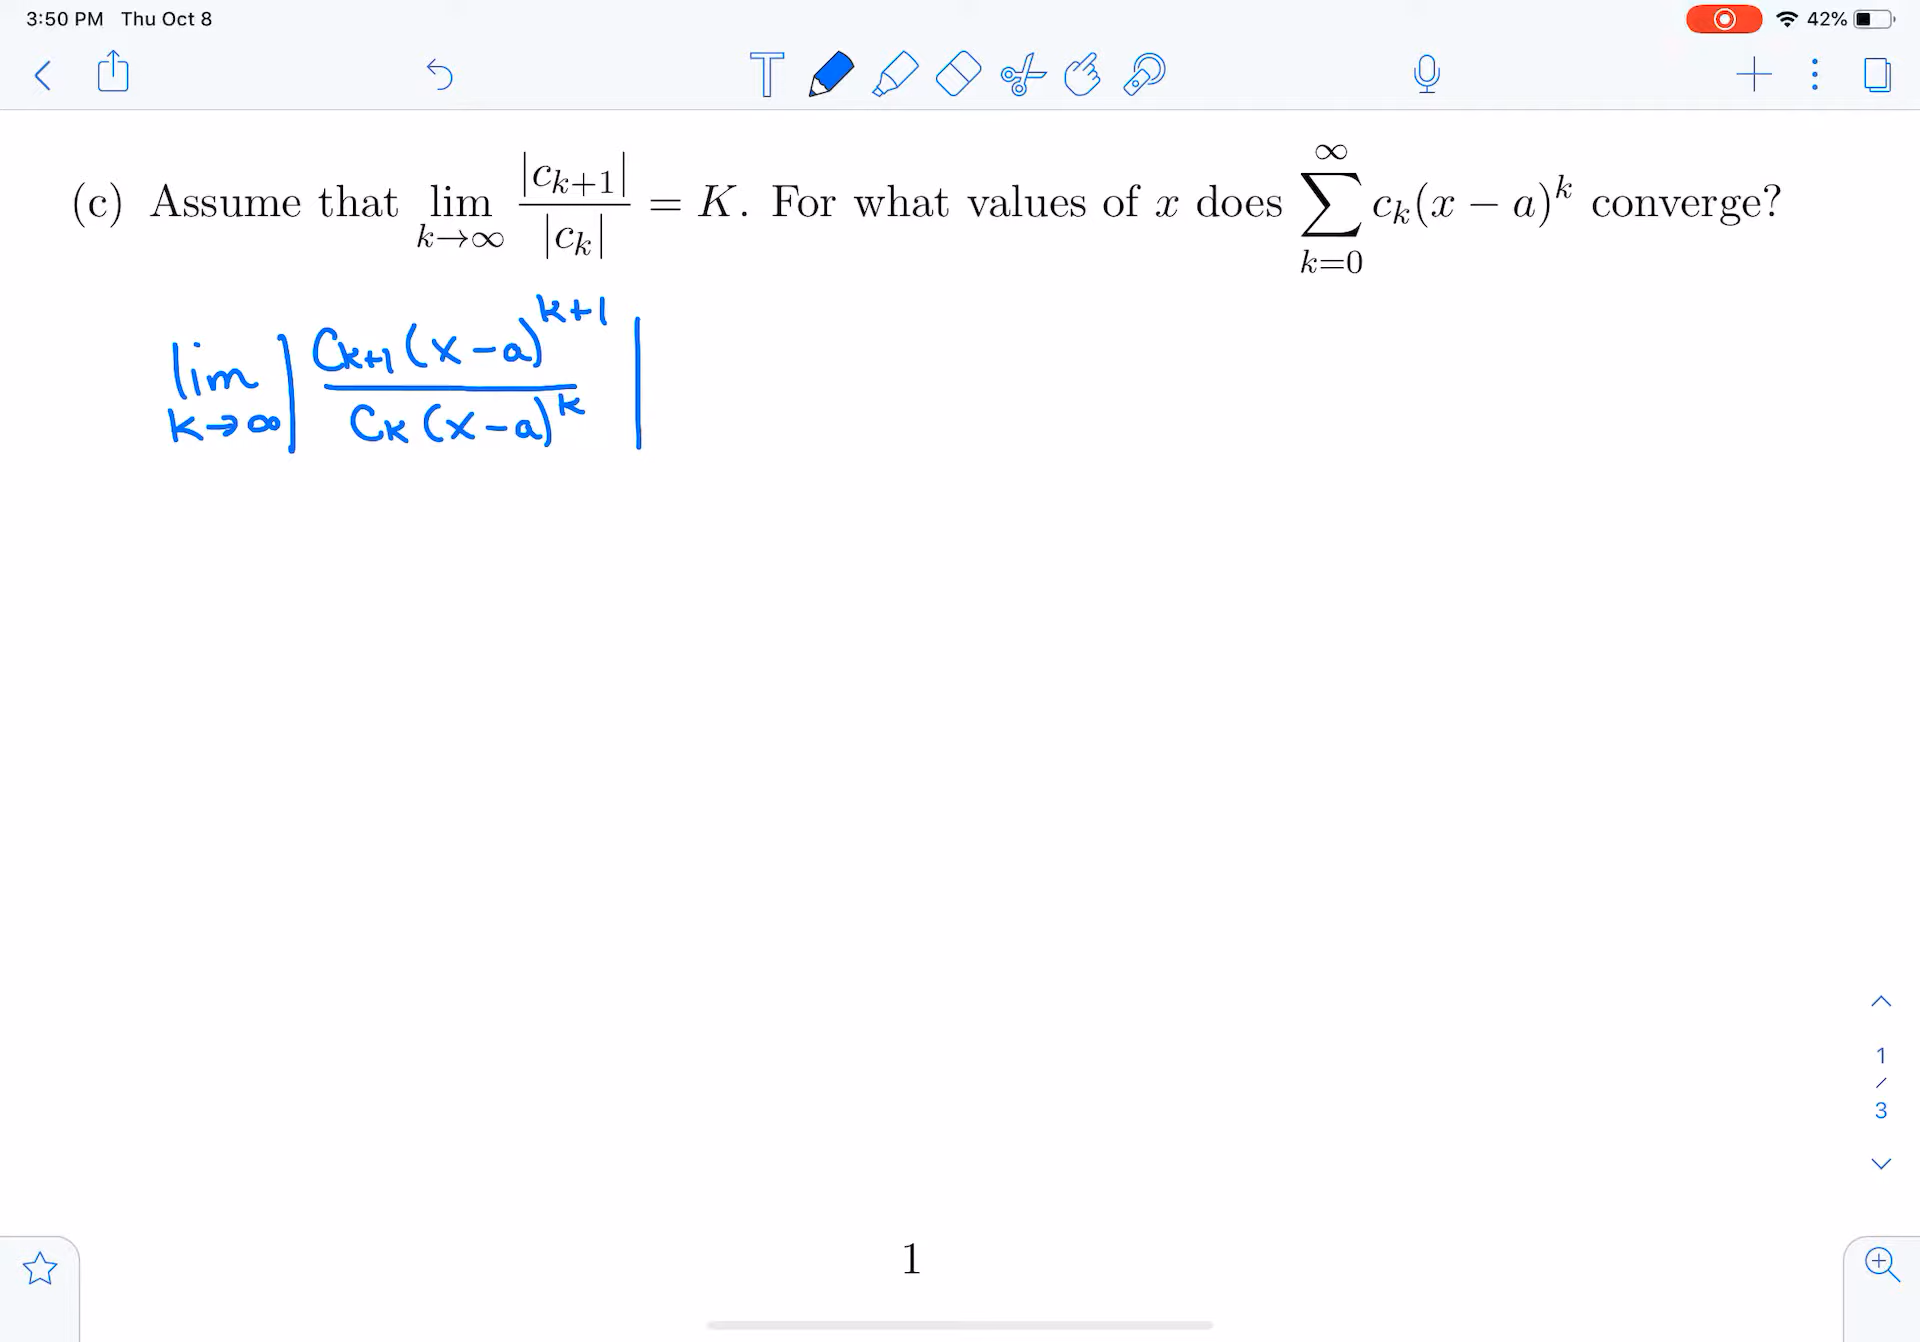 3:50 PM Thu Oct 8 42%
T
(c) Assume that lim_{k→∞} |c_{k+1}| / |c_k| = K. For what values of x does ∑_{k=0}^{∞} c_k(x − a)^k converge?
lim_{k→∞} | C_{k+1}(x−a)^{k+1} / C_k(x−a)^k |
1
/
3
1